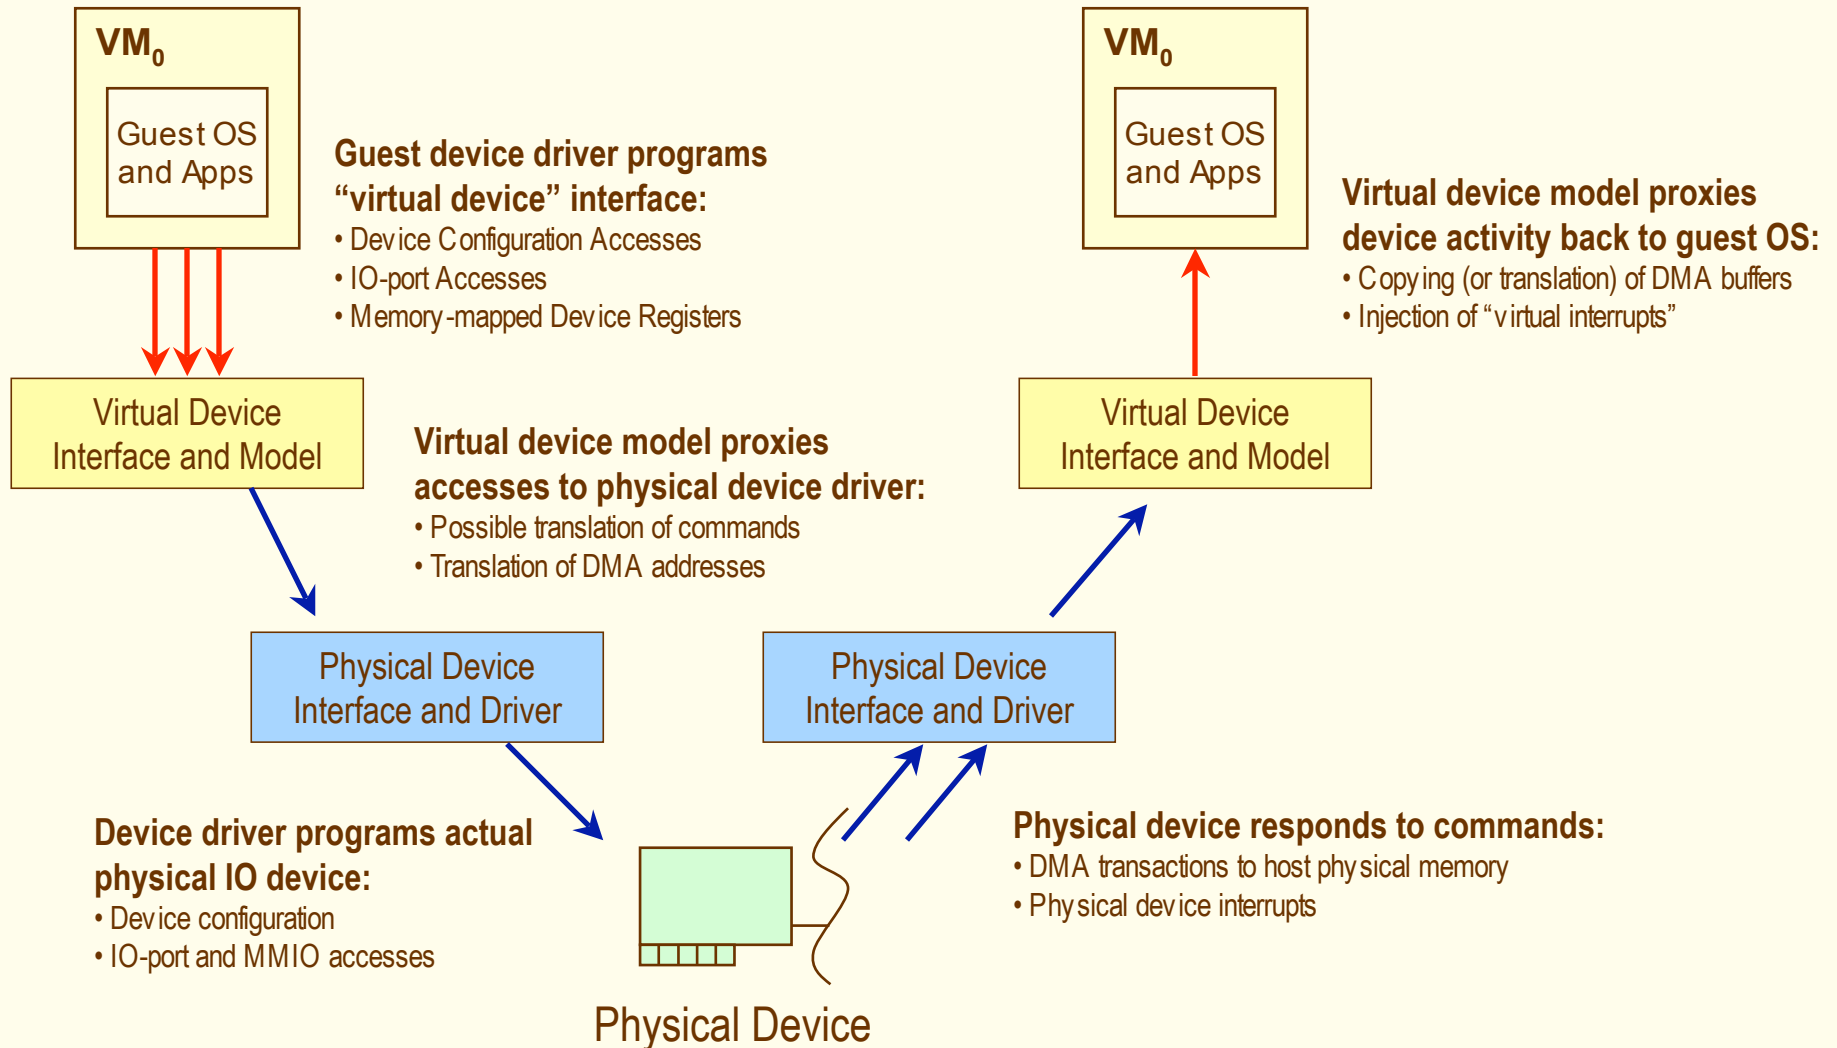 VM₀
Guest OS
and Apps
Guest device driver programs
“virtual device” interface:
• Device Configuration Accesses
• IO-port Accesses
• Memory-mapped Device Registers
Virtual Device
Interface and Model
Virtual device model proxies
accesses to physical device driver:
• Possible translation of commands
• Translation of DMA addresses
Physical Device
Interface and Driver
Device driver programs actual
physical IO device:
• Device configuration
• IO-port and MMIO accesses
Physical Device
Physical device responds to commands:
• DMA transactions to host physical memory
• Physical device interrupts
Physical Device
Interface and Driver
Virtual Device
Interface and Model
Virtual device model proxies
device activity back to guest OS:
• Copying (or translation) of DMA buffers
• Injection of “virtual interrupts”
VM₀
Guest OS
and Apps